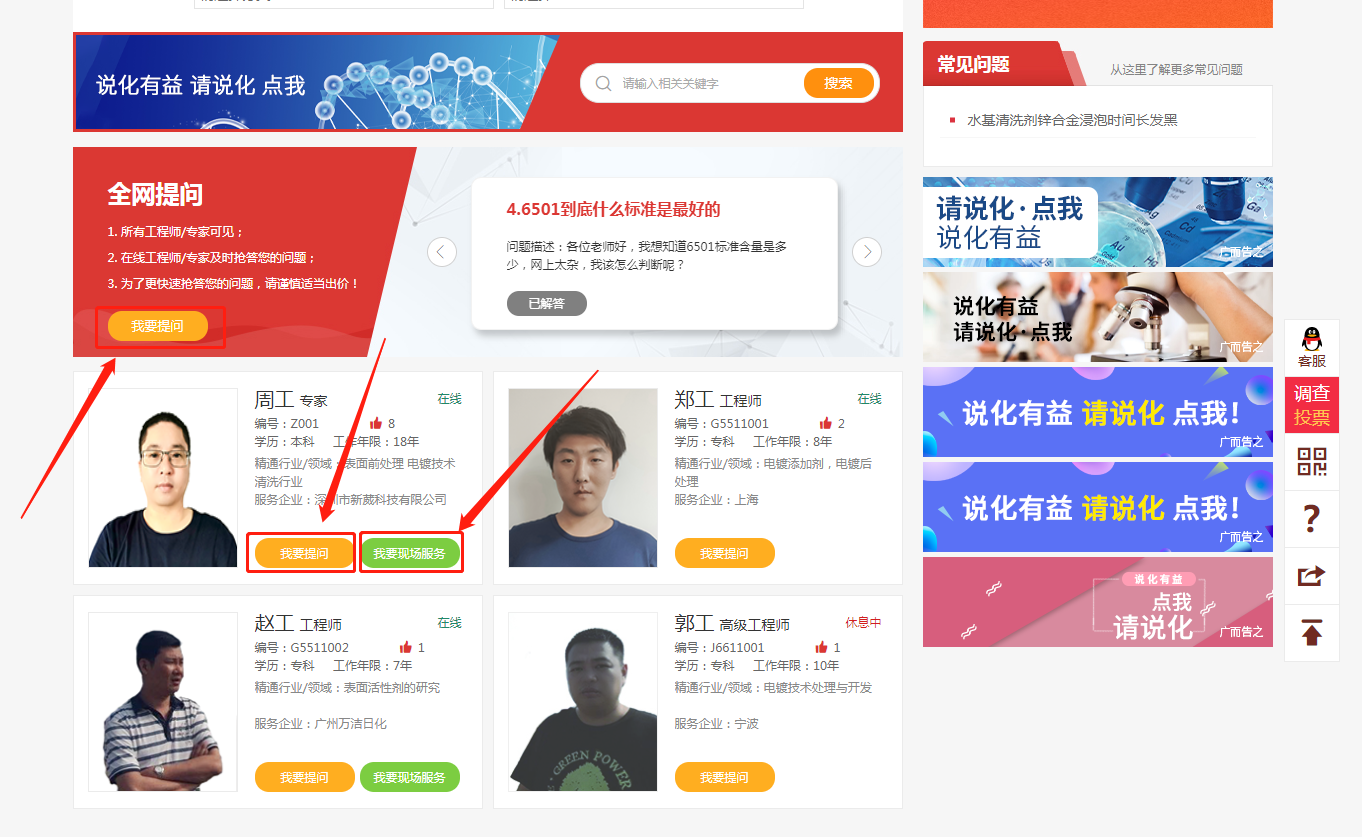 说化有益 请说化 点我
请输入相关关键字
搜索
全网提问
1. 所有工程师/专家可见；
2. 在线工程师/专家及时抢答您的问题；
3. 为了更快速抢答您的问题，请谨慎适当出价！
我要提问
4.6501到底什么标准是最好的
问题描述：各位老师好，我想知道6501标准含量是多
少，网上太杂，我该怎么判断呢？
已解答
周工 专家 在线
编号：Z001 8
学历：本科 工作年限：18年
精通行业/领域：表面前处理 电镀技术
清洗行业
服务企业：深圳市新葳科技有限公司
我要提问 我要现场服务
郑工 工程师 在线
编号：G5511001 2
学历：专科 工作年限：8年
精通行业/领域：电镀添加剂，电镀后
处理
服务企业：上海
我要提问
赵工 工程师 在线
编号：G5511002 1
学历：专科 工作年限：7年
精通行业/领域：表面活性剂的研究
服务企业：广州万洁日化
我要提问 我要现场服务
郭工 高级工程师 休息中
编号：J6611001 1
学历：专科 工作年限：10年
精通行业/领域：电镀技术处理与开发
服务企业：宁波
我要提问
GREEN POWER
常见问题 从这里了解更多常见问题
水基清洗剂锌合金浸泡时间长发黑
请说化·点我
说化有益
广而告之
说化有益
请说化·点我
广而告之
说化有益 请说化 点我!
广而告之
说化有益 请说化 点我!
广而告之
说化有益
点我
请说化
广而告之
客服
调查
投票
?